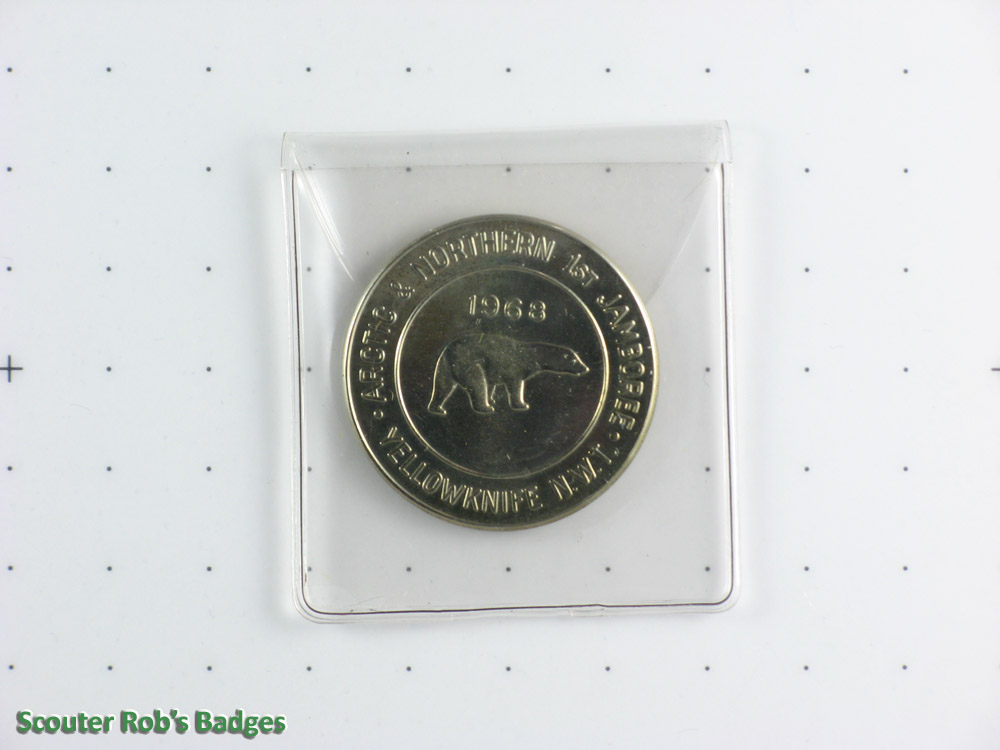 · ARCTIC & NORTHERN 1ST JAMBOREE ·
1968
YELLOWKNIFE N.W.T.
Scouter Rob's Badges